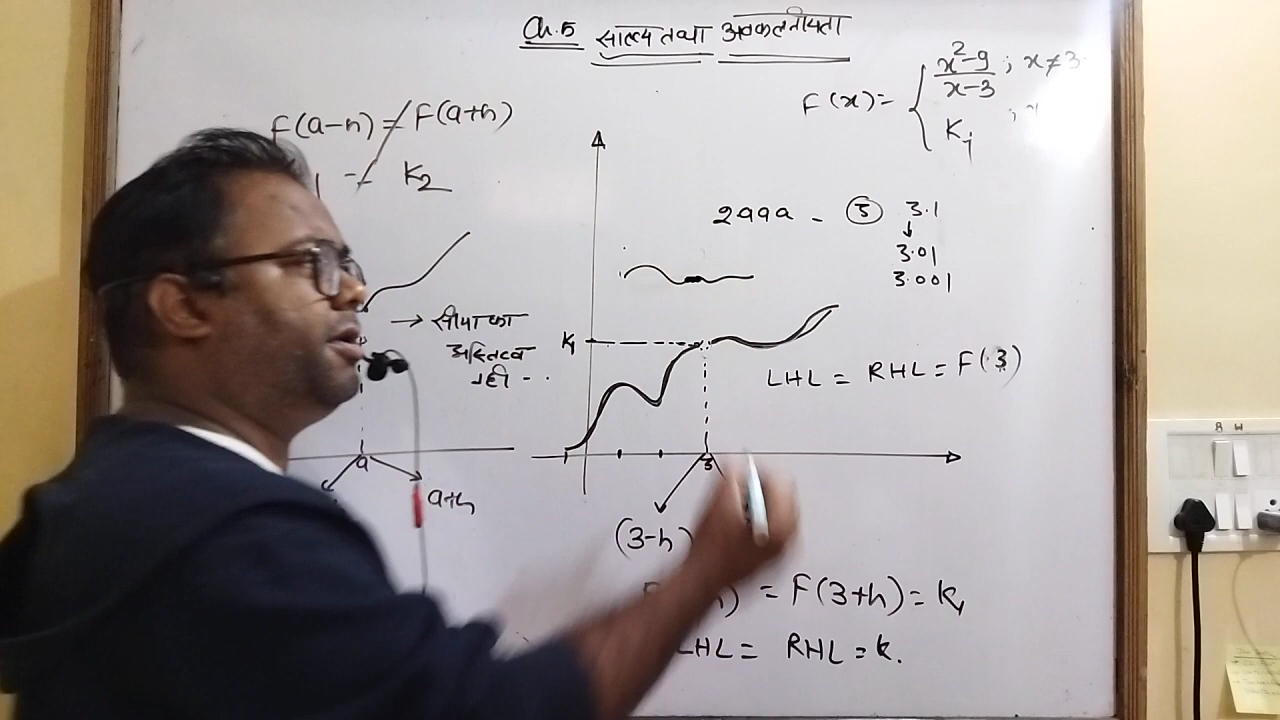 Ch.5 सातत्य तथा अवकलनीयता
F(x) = { x²-9/x-3 ; x≠3
K₁
F(a-h) ≠ F(a+h)
≠ K₂
2999 - 3 3.1
↓
3.01
3.001
→ सीमा का
अस्तित्व
नहीं - ..
K₁
LHL = RHL = F(3)
a
a+h
3
(3-h)
= F(3+h) = K₁
LHL = RHL = K.